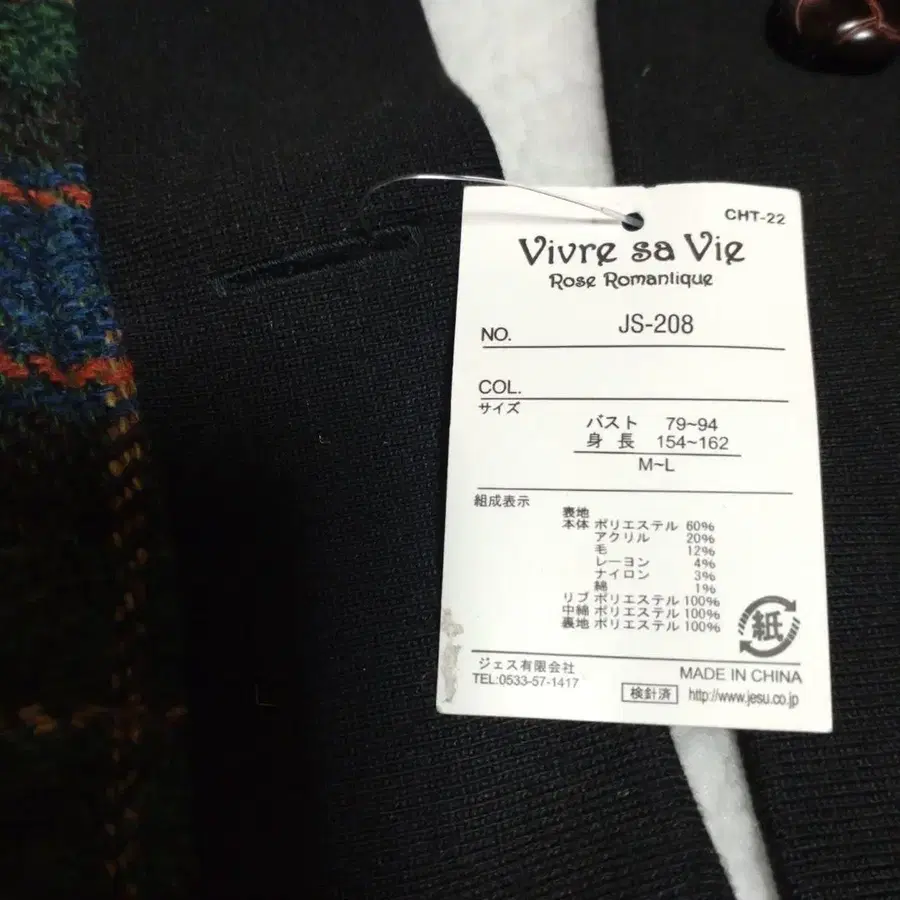 CHT-22
Vivre sa Vie
Rose Romantique
NO. JS-208
COL.
サイズ
バスト 79~94
身 長 154~162
M~L
組成表示
表地
本体 ポリエステル 60%
アクリル 20%
毛 12%
レーヨン 4%
ナイロン 3%
綿 1%
リブ ポリエステル 100%
中綿 ポリエステル 100%
裏地 ポリエステル 100%
紙
ジェス有限会社
MADE IN CHINA
TEL:0533-57-1417
検針済 http://www.jesu.co.jp